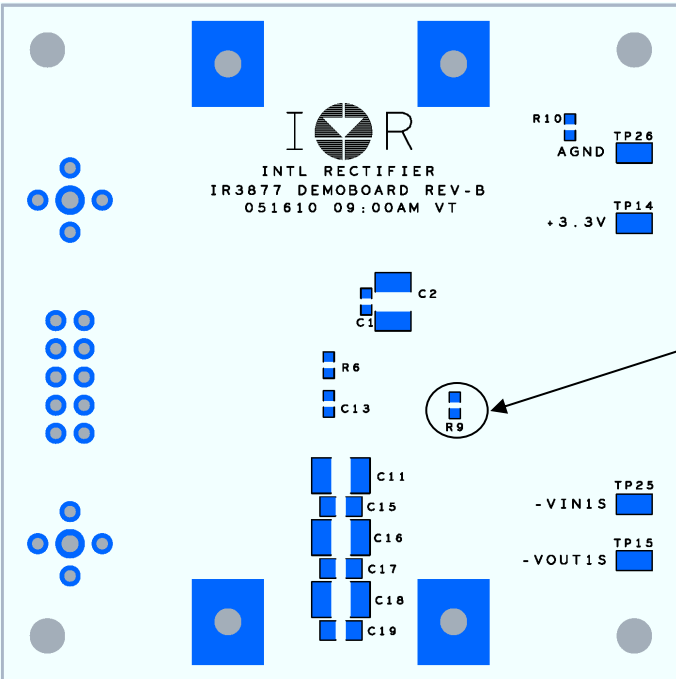 I R
INTL RECTIFIER
IR3877 DEMOBOARD REV-B
051610 09:00AM VT
R10
TP26
AGND
TP14
+3.3V
C2
C1
R6
C13
R9
C11
TP25
C15
-VIN1S
C16
TP15
-VOUT1S
C17
C18
C19